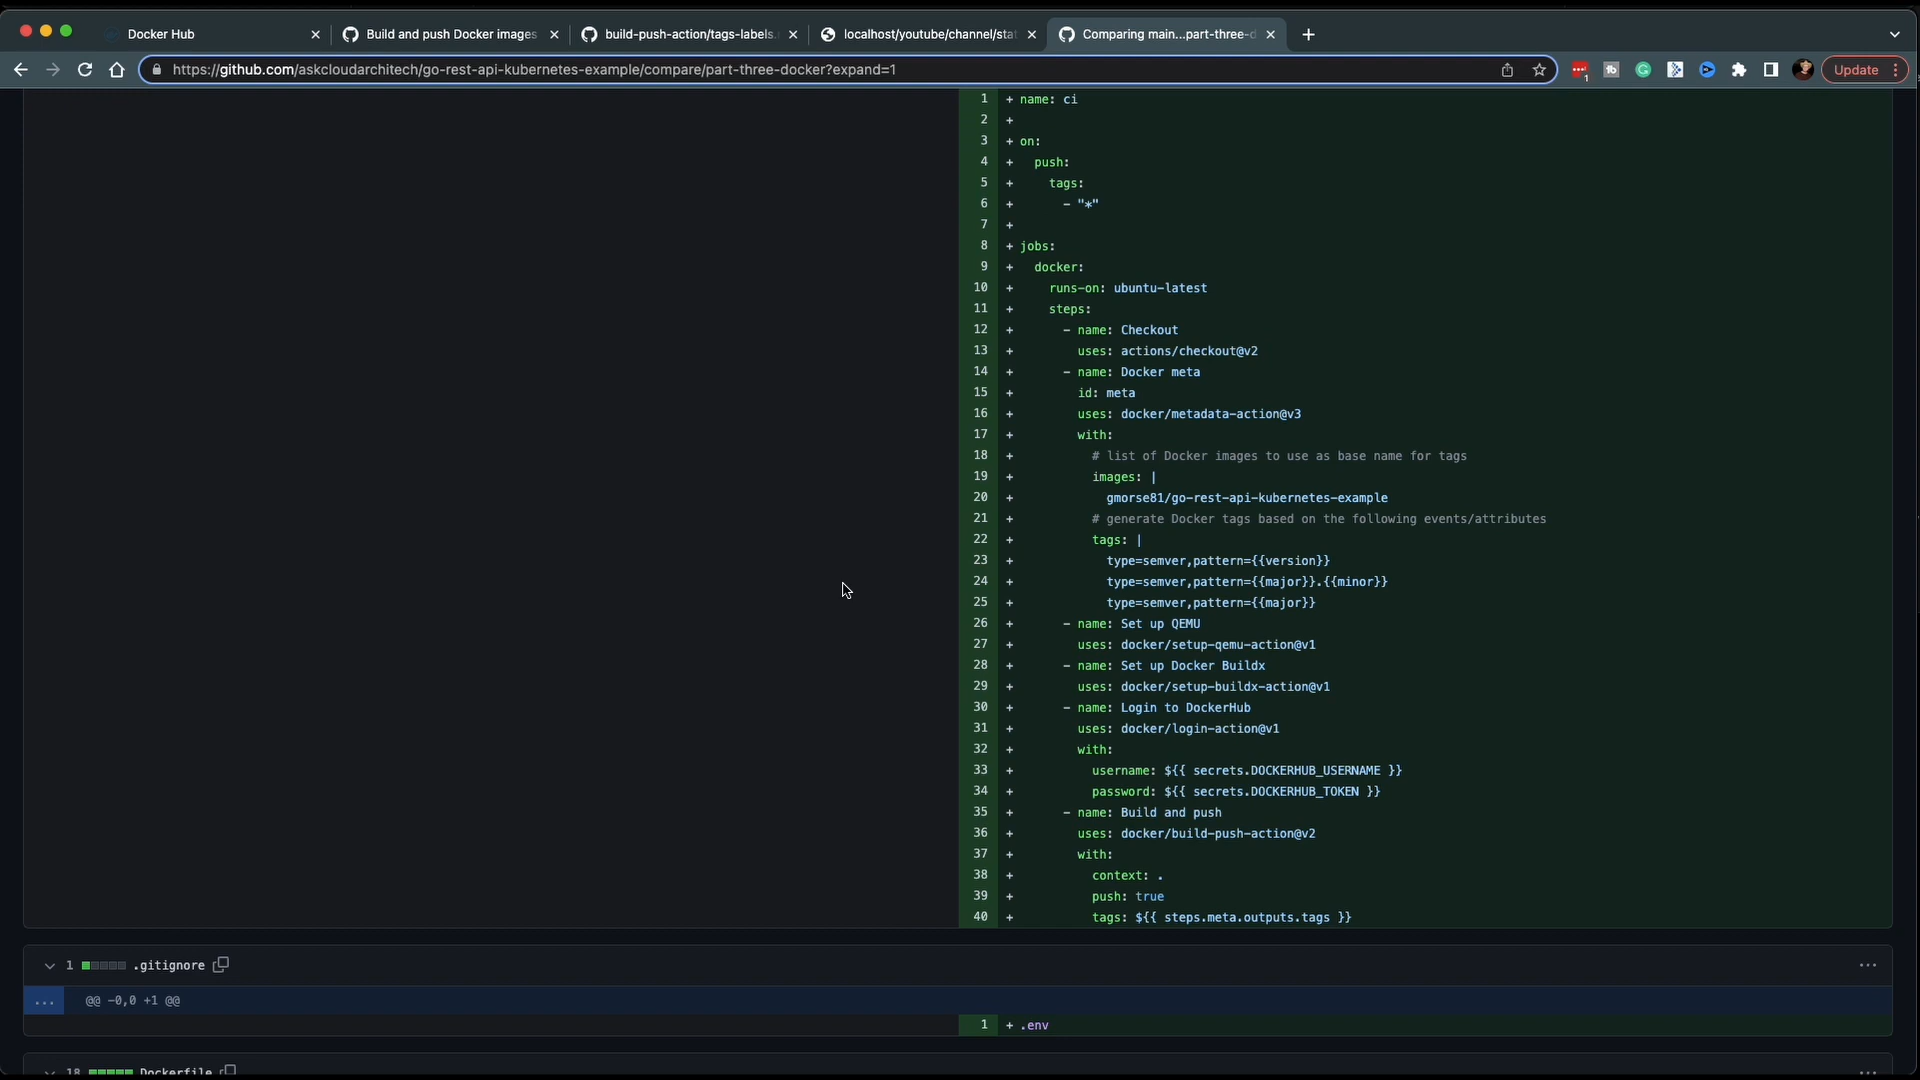 Docker Hub
Build and push Docker images
build-push-action/tags-labels.
localhost/youtube/channel/stat
Comparing main...part-three-d
https://github.com/askcloudarchitech/go-rest-api-kubernetes-example/compare/part-three-docker?expand=1
1
Update
1 + name: ci
2 +
3 + on:
4 + push:
5 + tags:
6 + - "*"
7 +
8 + jobs:
9 + docker:
10 + runs-on: ubuntu-latest
11 + steps:
12 + - name: Checkout
13 + uses: actions/checkout@v2
14 + - name: Docker meta
15 + id: meta
16 + uses: docker/metadata-action@v3
17 + with:
18 + # list of Docker images to use as base name for tags
19 + images: |
20 + gmorse81/go-rest-api-kubernetes-example
21 + # generate Docker tags based on the following events/attributes
22 + tags: |
23 + type=semver,pattern={{version}}
24 + type=semver,pattern={{major}}.{{minor}}
25 + type=semver,pattern={{major}}
26 + - name: Set up QEMU
27 + uses: docker/setup-qemu-action@v1
28 + - name: Set up Docker Buildx
29 + uses: docker/setup-buildx-action@v1
30 + - name: Login to DockerHub
31 + uses: docker/login-action@v1
32 + with:
33 + username: ${{ secrets.DOCKERHUB_USERNAME }}
34 + password: ${{ secrets.DOCKERHUB_TOKEN }}
35 + - name: Build and push
36 + uses: docker/build-push-action@v2
37 + with:
38 + context: .
39 + push: true
40 + tags: ${{ steps.meta.outputs.tags }}
1 .gitignore
@@ -0,0 +1 @@
1 + .env
18 Dockerfile